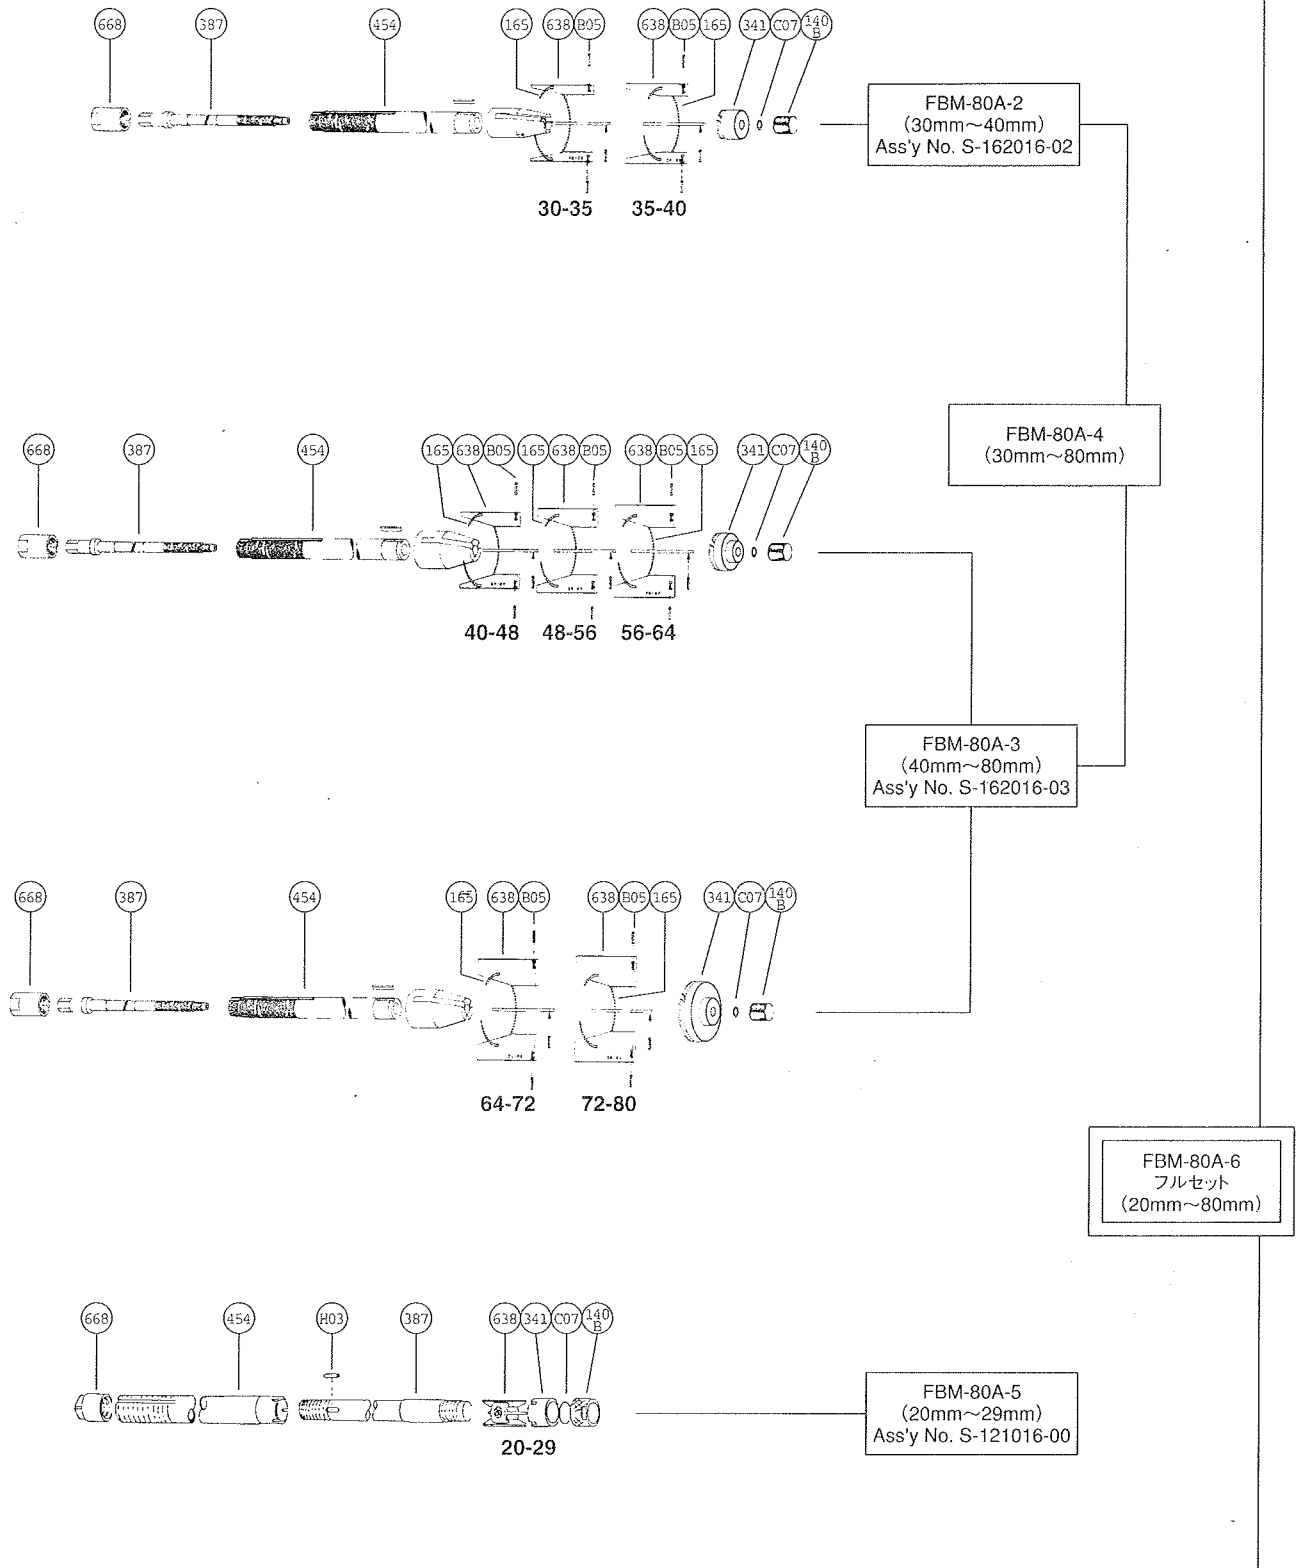 668 387 454 165 638 B05 638 B05 165 341 C07 140 B
FBM-80A-2
(30mm～40mm)
Ass'y No. S-162016-02
30-35 35-40
FBM-80A-4
(30mm～80mm)
668 387 454 165 638 B05 165 638 B05 638 B05 165 341 C07 140 B
40-48 48-56 56-64
FBM-80A-3
(40mm～80mm)
Ass'y No. S-162016-03
668 387 454 165 638 B05 638 B05 165 341 C07 140 B
64-72 72-80
FBM-80A-6
フルセット
(20mm～80mm)
668 454 H03 387 638 341 C07 140 B
20-29
FBM-80A-5
(20mm～29mm)
Ass'y No. S-121016-00